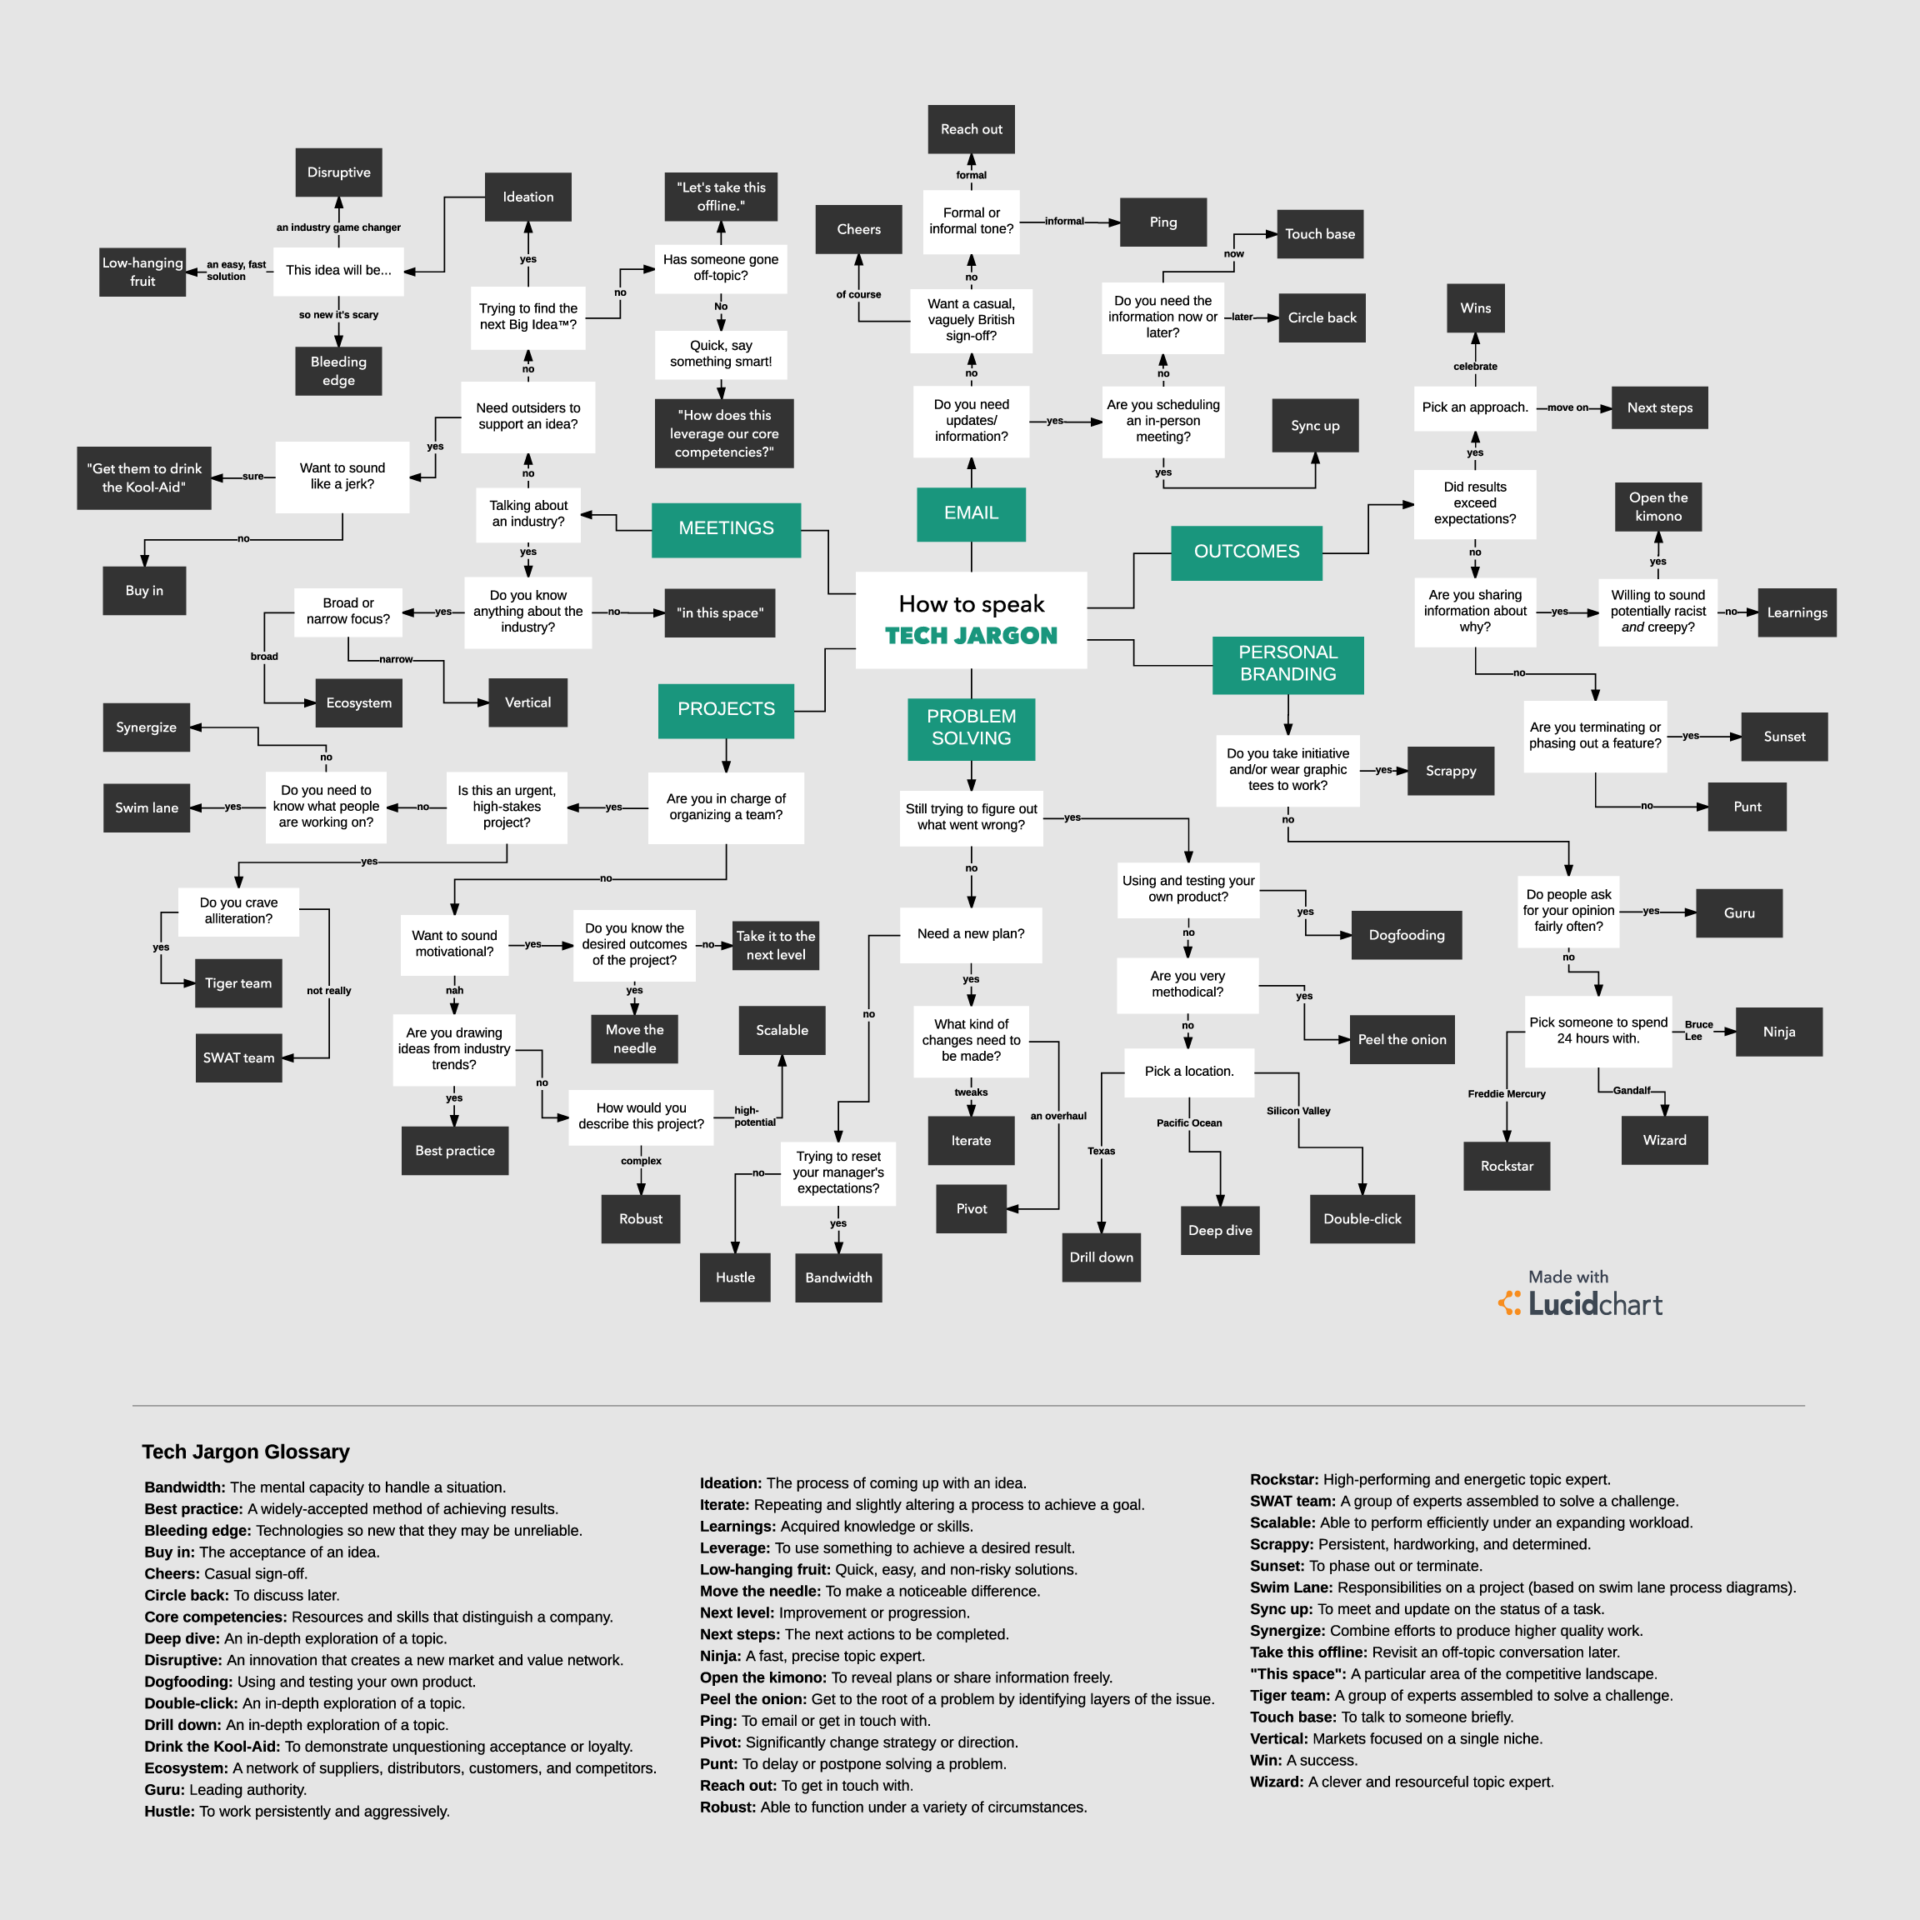 How to speak
TECH JARGON
MEETINGS
Talking about
an industry?
no
yes
Need outsiders to
support an idea?
no
yes
Want to sound
like a jerk?
sure
"Get them to drink
the Kool-Aid"
no
Buy in
Trying to find the
next Big Idea™?
yes
Ideation
This idea will be...
an industry game changer
Disruptive
an easy, fast
solution
Low-hanging
fruit
so new it's scary
Bleeding
edge
no
Has someone gone
off-topic?
"Let's take this
offline."
No
Quick, say
something smart!
"How does this
leverage our core
competencies?"
Do you know
anything about the
industry?
no
"in this space"
yes
Broad or
narrow focus?
broad
Ecosystem
narrow
Vertical
EMAIL
Do you need
updates/
information?
no
Want a casual,
vaguely British
sign-off?
of course
Cheers
no
Formal or
informal tone?
formal
Reach out
informal
Ping
yes
Are you scheduling
an in-person
meeting?
yes
Sync up
no
Do you need the
information now or
later?
now
Touch base
later
Circle back
OUTCOMES
Did results
exceed
expectations?
yes
Pick an approach.
celebrate
Wins
move on
Next steps
no
Are you sharing
information about
why?
yes
Willing to sound
potentially racist
and creepy?
yes
Open the
kimono
no
Learnings
no
Are you terminating or
phasing out a feature?
yes
Sunset
no
Punt
PERSONAL
BRANDING
Do you take initiative
and/or wear graphic
tees to work?
yes
Scrappy
no
Do people ask
for your opinion
fairly often?
yes
Guru
no
Pick someone to spend
24 hours with.
Bruce
Lee
Ninja
Gandalf
Wizard
Freddie Mercury
Rockstar
PROBLEM
SOLVING
Still trying to figure out
what went wrong?
yes
Using and testing your
own product?
yes
Dogfooding
no
Are you very
methodical?
yes
Peel the onion
no
Pick a location.
Texas
Drill down
Pacific Ocean
Deep dive
Silicon Valley
Double-click
no
Need a new plan?
yes
What kind of
changes need to
be made?
tweaks
Iterate
an overhaul
Pivot
no
Trying to reset
your manager's
expectations?
no
Hustle
yes
Bandwidth
PROJECTS
Are you in charge of
organizing a team?
yes
Is this an urgent,
high-stakes
project?
no
Do you need to
know what people
are working on?
no
Synergize
yes
Swim lane
yes
Do you crave
alliteration?
yes
Tiger team
not really
SWAT team
no
Want to sound
motivational?
yes
Do you know the
desired outcomes
of the project?
no
Take it to the
next level
yes
Move the
needle
nah
Are you drawing
ideas from industry
trends?
yes
Best practice
no
How would you
describe this project?
high-
potential
Scalable
complex
Robust
Made with
Lucidchart
Tech Jargon Glossary
Bandwidth: The mental capacity to handle a situation.
Best practice: A widely-accepted method of achieving results.
Bleeding edge: Technologies so new that they may be unreliable.
Buy in: The acceptance of an idea.
Cheers: Casual sign-off.
Circle back: To discuss later.
Core competencies: Resources and skills that distinguish a company.
Deep dive: An in-depth exploration of a topic.
Disruptive: An innovation that creates a new market and value network.
Dogfooding: Using and testing your own product.
Double-click: An in-depth exploration of a topic.
Drill down: An in-depth exploration of a topic.
Drink the Kool-Aid: To demonstrate unquestioning acceptance or loyalty.
Ecosystem: A network of suppliers, distributors, customers, and competitors.
Guru: Leading authority.
Hustle: To work persistently and aggressively.
Ideation: The process of coming up with an idea.
Iterate: Repeating and slightly altering a process to achieve a goal.
Learnings: Acquired knowledge or skills.
Leverage: To use something to achieve a desired result.
Low-hanging fruit: Quick, easy, and non-risky solutions.
Move the needle: To make a noticeable difference.
Next level: Improvement or progression.
Next steps: The next actions to be completed.
Ninja: A fast, precise topic expert.
Open the kimono: To reveal plans or share information freely.
Peel the onion: Get to the root of a problem by identifying layers of the issue.
Ping: To email or get in touch with.
Pivot: Significantly change strategy or direction.
Punt: To delay or postpone solving a problem.
Reach out: To get in touch with.
Robust: Able to function under a variety of circumstances.
Rockstar: High-performing and energetic topic expert.
SWAT team: A group of experts assembled to solve a challenge.
Scalable: Able to perform efficiently under an expanding workload.
Scrappy: Persistent, hardworking, and determined.
Sunset: To phase out or terminate.
Swim Lane: Responsibilities on a project (based on swim lane process diagrams).
Sync up: To meet and update on the status of a task.
Synergize: Combine efforts to produce higher quality work.
Take this offline: Revisit an off-topic conversation later.
"This space": A particular area of the competitive landscape.
Tiger team: A group of experts assembled to solve a challenge.
Touch base: To talk to someone briefly.
Vertical: Markets focused on a single niche.
Win: A success.
Wizard: A clever and resourceful topic expert.